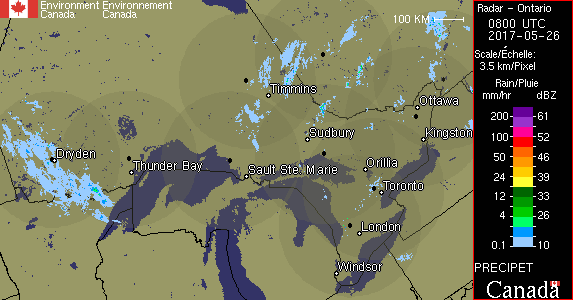 Environment Environnement
Canada Canada
100 KM
Timmins
Ottawa
Sudbury
Kingston
Dryden
Thunder Bay
Sault Ste. Marie
Orillia
Toronto
London
Windsor
Radar - Ontario
0800 UTC
2017-05-26
Scale/Échelle:
3.5 km/Pixel
Rain/Pluie
mm/hr dBZ
200 61
100 52
50 46
24 39
12 33
4 26
0.1 10
PRECIPET
Canada